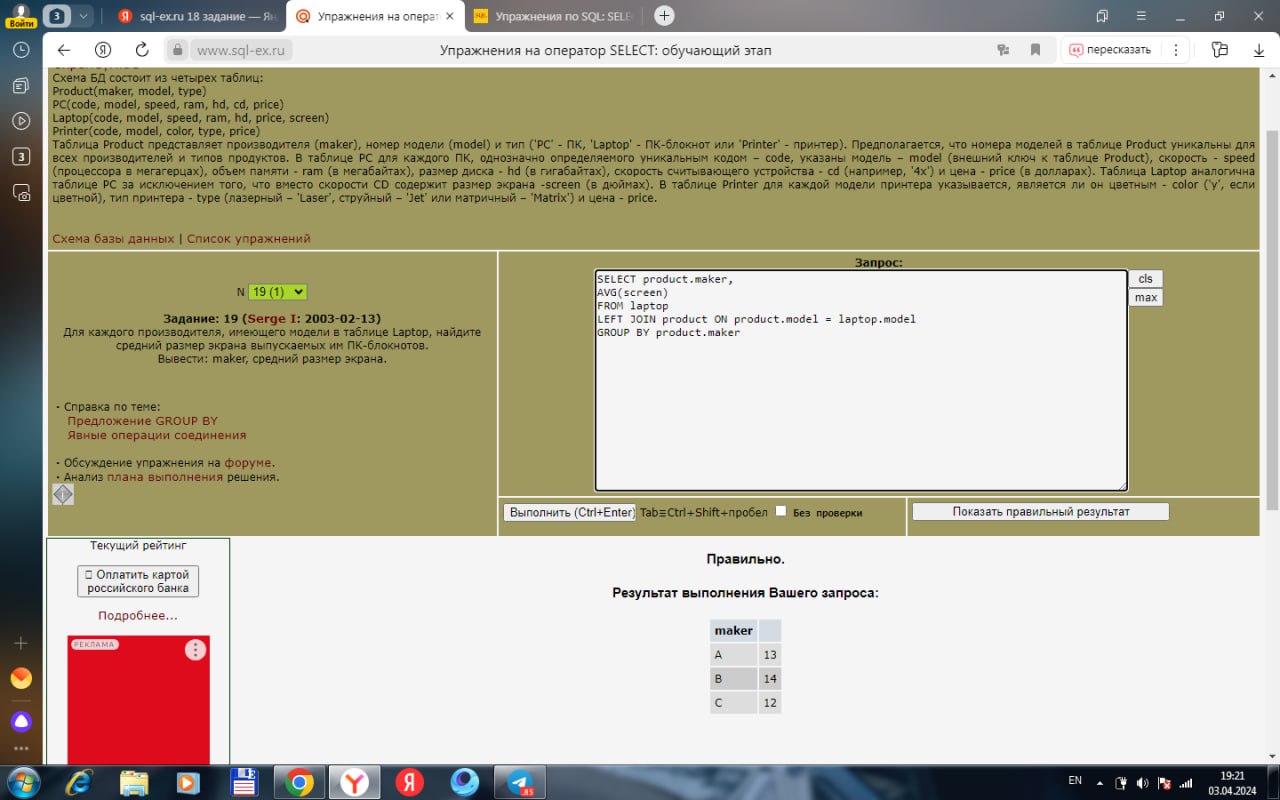 Войти
3
sql-ex.ru 18 задание — Ян
Упражнения на операт
Упражнения по SQL: SELE
www.sql-ex.ru
Упражнения на оператор SELECT: обучающий этап
пересказать
3
Схема БД состоит из четырех таблиц:
Product(maker, model, type)
PC(code, model, speed, ram, hd, cd, price)
Laptop(code, model, speed, ram, hd, price, screen)
Printer(code, model, color, type, price)
Таблица Product представляет производителя (maker), номер модели (model) и тип ('PC' - ПК, 'Laptop' - ПК-блокнот или 'Printer' - принтер). Предполагается, что номера моделей в таблице Product уникальны для
всех производителей и типов продуктов. В таблице PC для каждого ПК, однозначно определяемого уникальным кодом – code, указаны модель – model (внешний ключ к таблице Product), скорость - speed
(процессора в мегагерцах), объем памяти - ram (в мегабайтах), размер диска - hd (в гигабайтах), скорость считывающего устройства - cd (например, '4x') и цена - price (в долларах). Таблица Laptop аналогична
таблице PC за исключением того, что вместо скорости CD содержит размер экрана -screen (в дюймах). В таблице Printer для каждой модели принтера указывается, является ли он цветным - color ('y', если
цветной), тип принтера - type (лазерный – 'Laser', струйный – 'Jet' или матричный – 'Matrix') и цена - price.
Схема базы данных | Список упражнений
N 19 (1)
Задание: 19 (Serge I: 2003-02-13)
Для каждого производителя, имеющего модели в таблице Laptop, найдите
средний размер экрана выпускаемых им ПК-блокнотов.
Вывести: maker, средний размер экрана.
· Справка по теме:
Предложение GROUP BY
Явные операции соединения
· Обсуждение упражнения на форуме.
· Анализ плана выполнения решения.
Запрос:
SELECT product.maker,
AVG(screen)
FROM laptop
LEFT JOIN product ON product.model = laptop.model
GROUP BY product.maker
cls
max
Выполнить (Ctrl+Enter) Tab≡Ctrl+Shift+пробел Без проверки
Показать правильный результат
Текущий рейтинг
Оплатить картой
российского банка
Подробнее...
РЕКЛАМА
Правильно.
Результат выполнения Вашего запроса:
maker
A 13
B 14
C 12
EN
19:21
03.04.2024